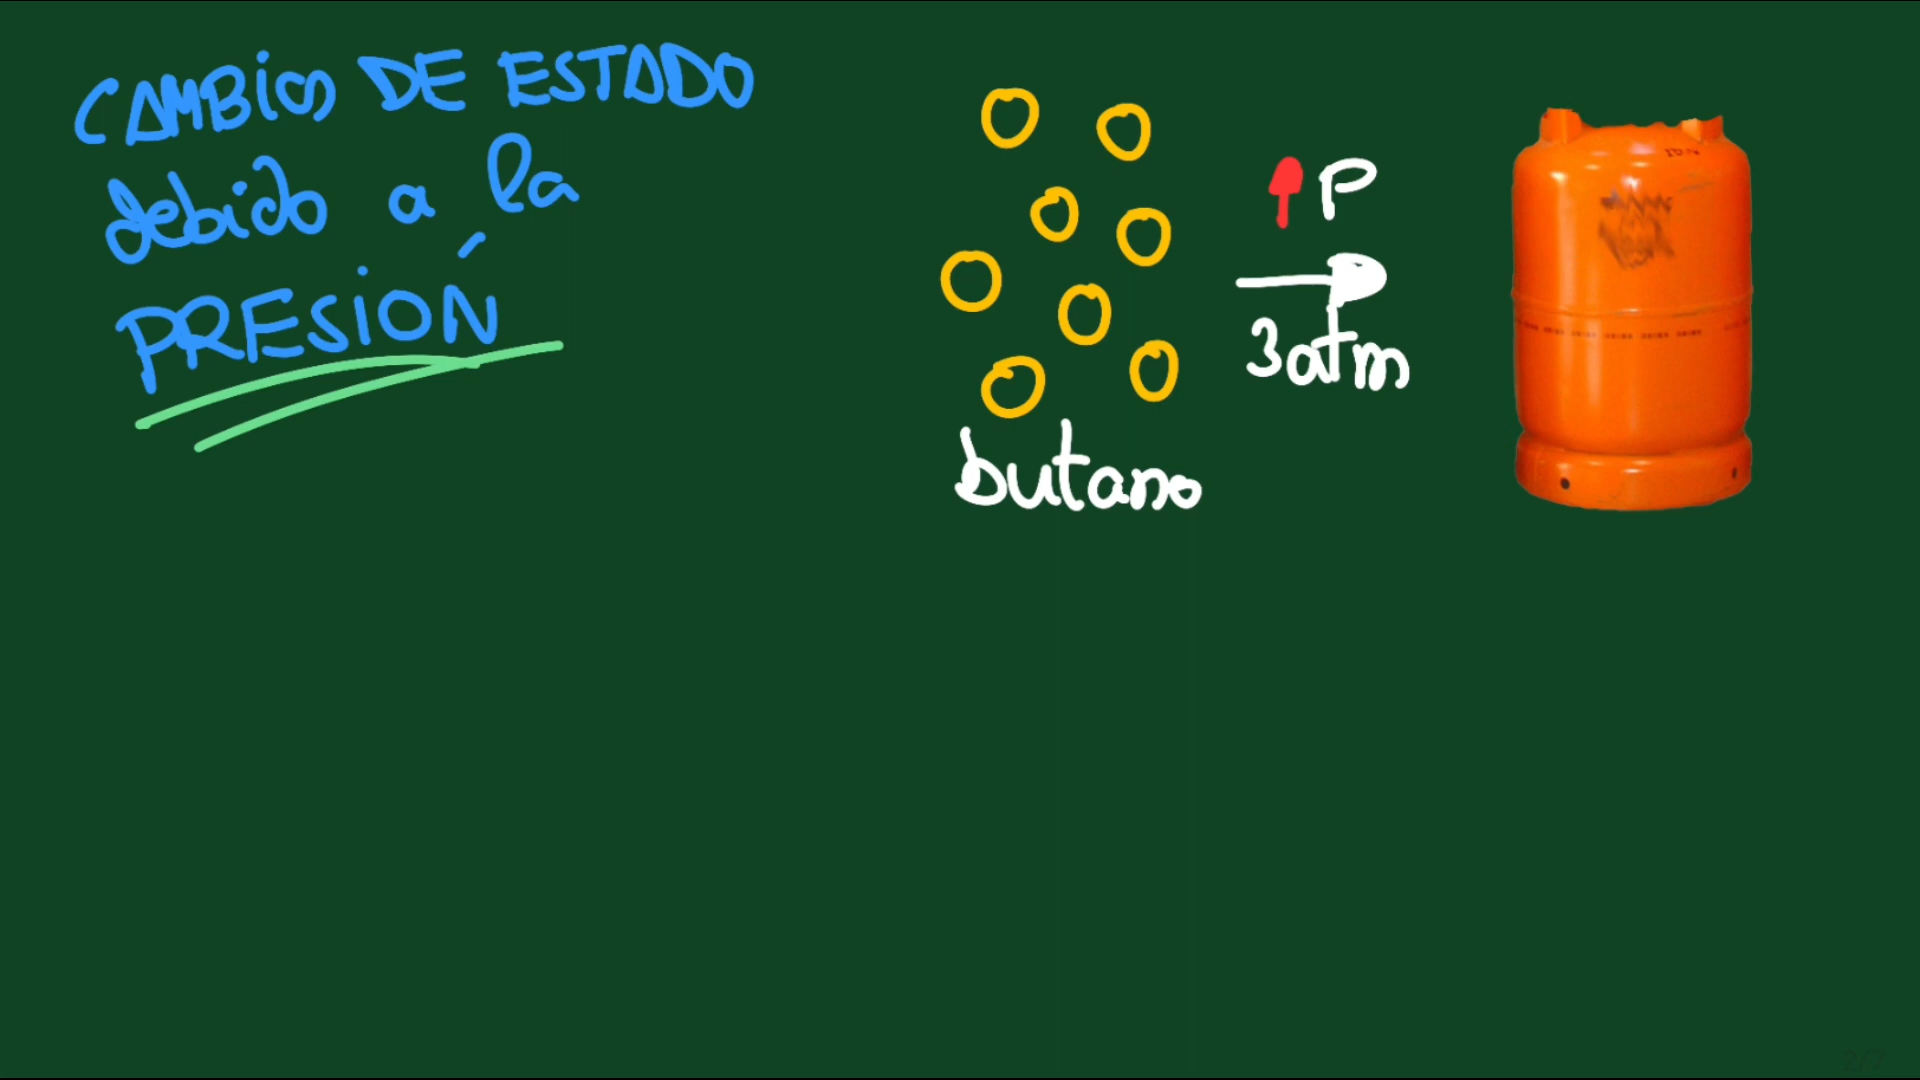 CAMBIOS DE ESTADO
debido a la
PRESIÓN
P
3atm
butano